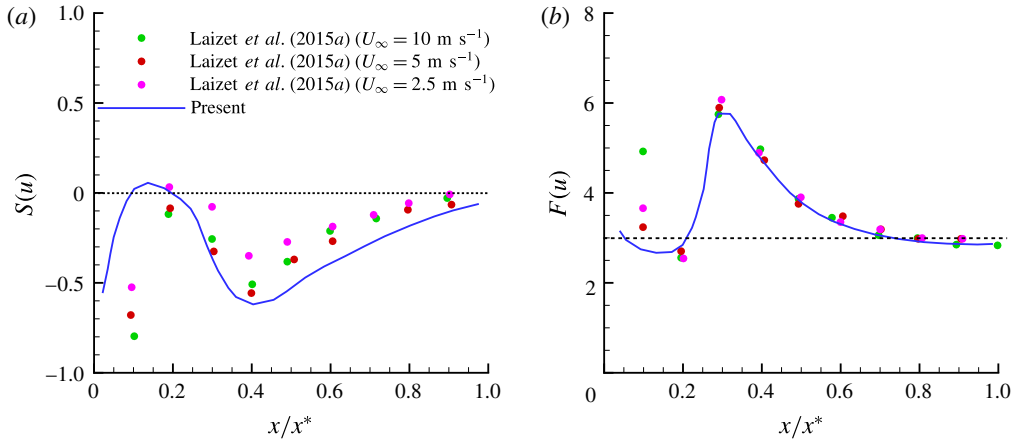 (a)
1.0
0.5
0
−0.5
−1.0
S(u)
Laizet et al. (2015a) (U∞ = 10 m s−1)
Laizet et al. (2015a) (U∞ = 5 m s−1)
Laizet et al. (2015a) (U∞ = 2.5 m s−1)
Present
0 0.2 0.4 0.6 0.8 1.0
x/x*
(b)
8
6
4
2
0
F(u)
0.2 0.4 0.6 0.8 1.0
x/x*